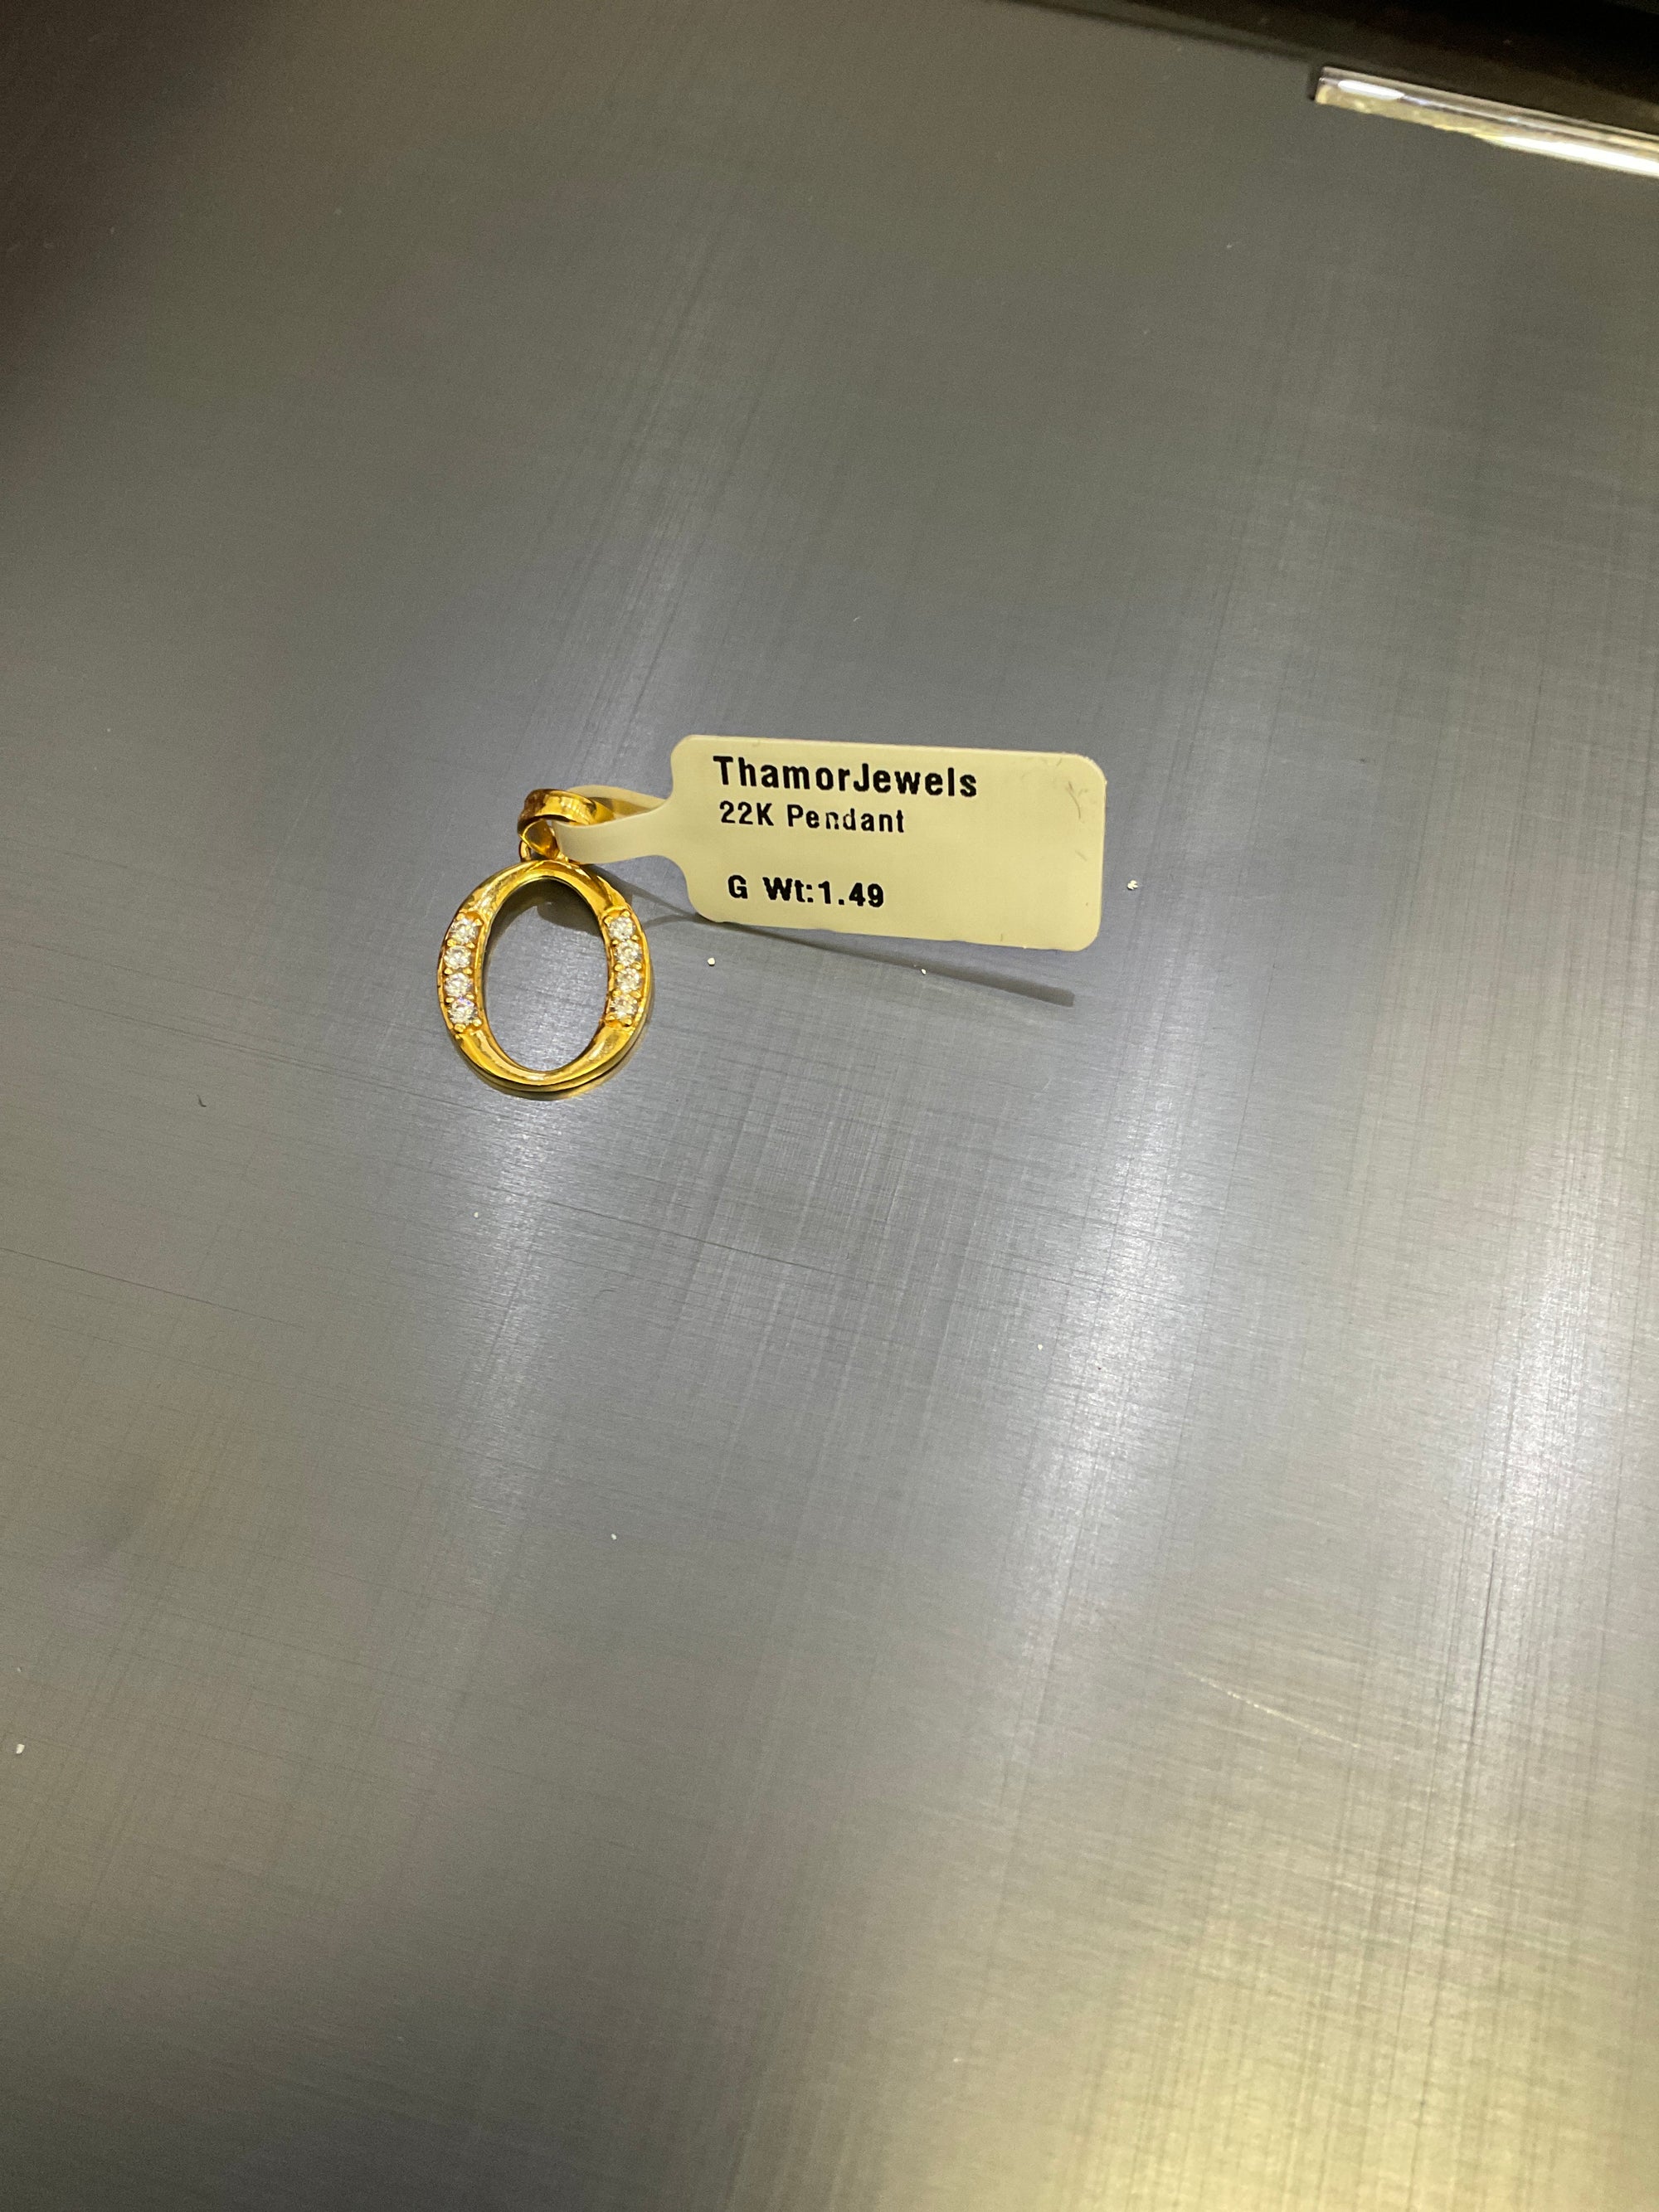 ThamorJewels
22K Pendant
G Wt:1.49